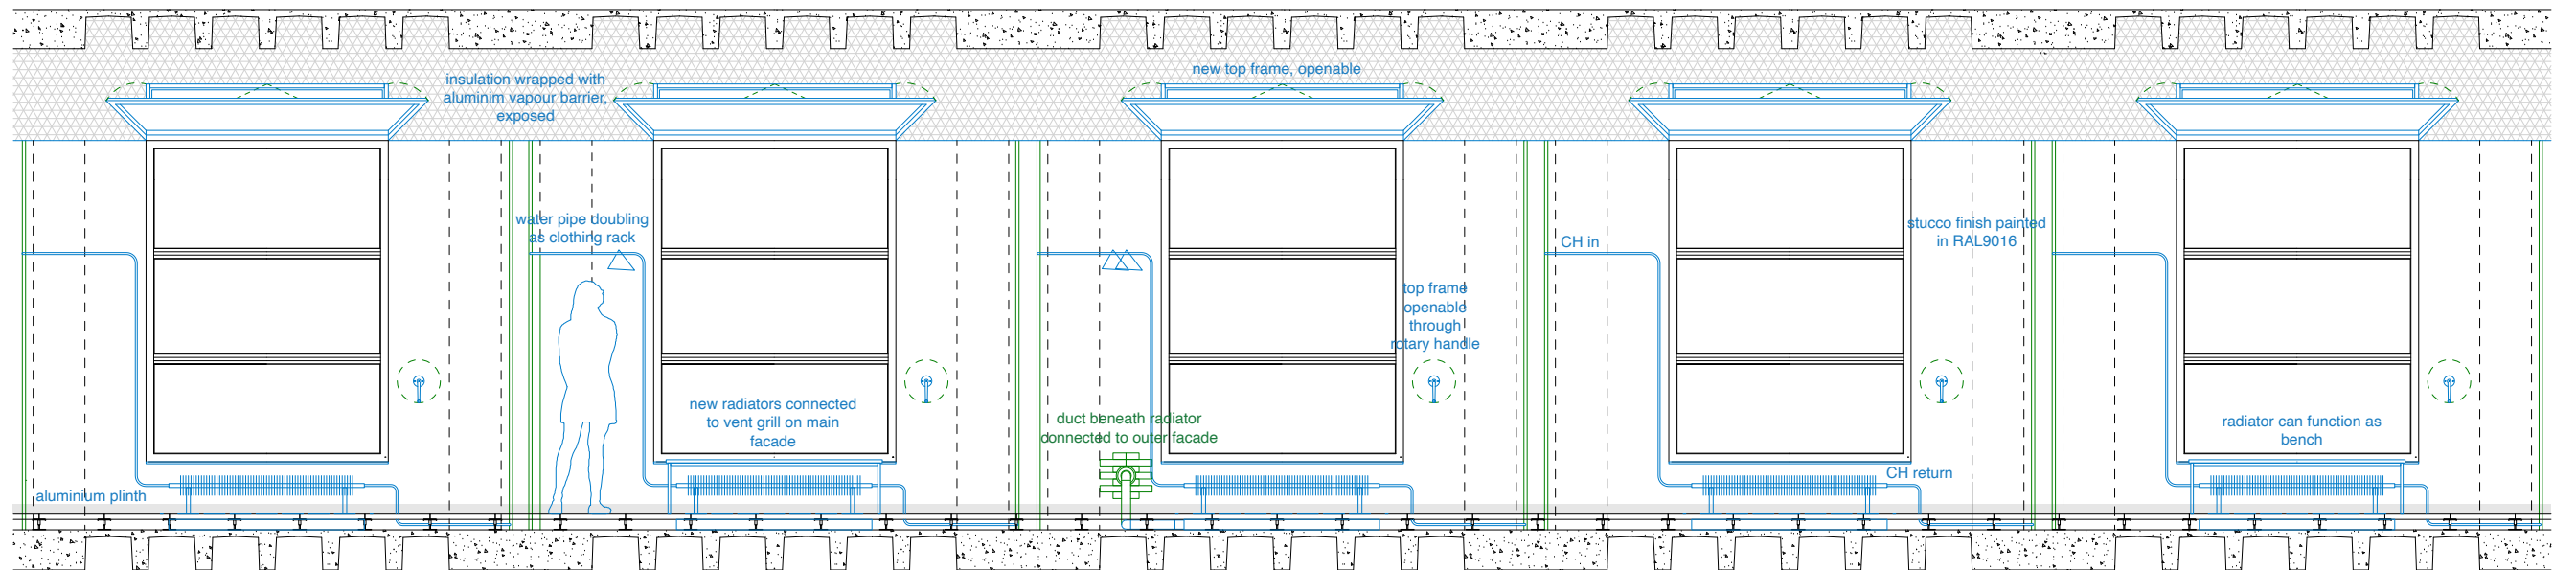 insulation wrapped with
aluminim vapour barrier,
exposed
new top frame, openable
water pipe doubling
as clothing rack
CH in
stucco finish painted
in RAL9016
top frame
openable
through
rotary handle
new radiators connected
to vent grill on main
facade
duct beneath radiator
connected to outer facade
radiator can function as
bench
CH return
aluminium plinth